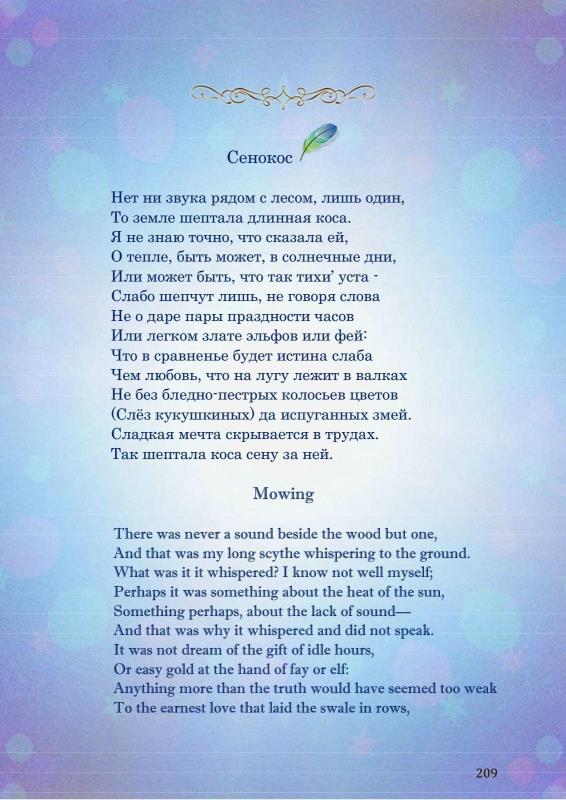 Сенокос
Нет ни звука рядом с лесом, лишь один,
То земле шептала длинная коса.
Я не знаю точно, что сказала ей,
О тепле, быть может, в солнечные дни,
Или может быть, что так тихи’ уста -
Слабо шепчут лишь, не говоря слова
Не о даре пары праздности часов
Или легком злате эльфов или фей:
Что в сравненье будет истина слаба
Чем любовь, что на лугу лежит в валках
Не без бледно-пестрых колосьев цветов
(Слёз кукушкиных) да испуганных змей.
Сладкая мечта скрывается в трудах.
Так шептала коса сену за ней.
Mowing
There was never a sound beside the wood but one,
And that was my long scythe whispering to the ground.
What was it it whispered? I know not well myself;
Perhaps it was something about the heat of the sun,
Something perhaps, about the lack of sound—
And that was why it whispered and did not speak.
It was not dream of the gift of idle hours,
Or easy gold at the hand of fay or elf:
Anything more than the truth would have seemed too weak
To the earnest love that laid the swale in rows,
209